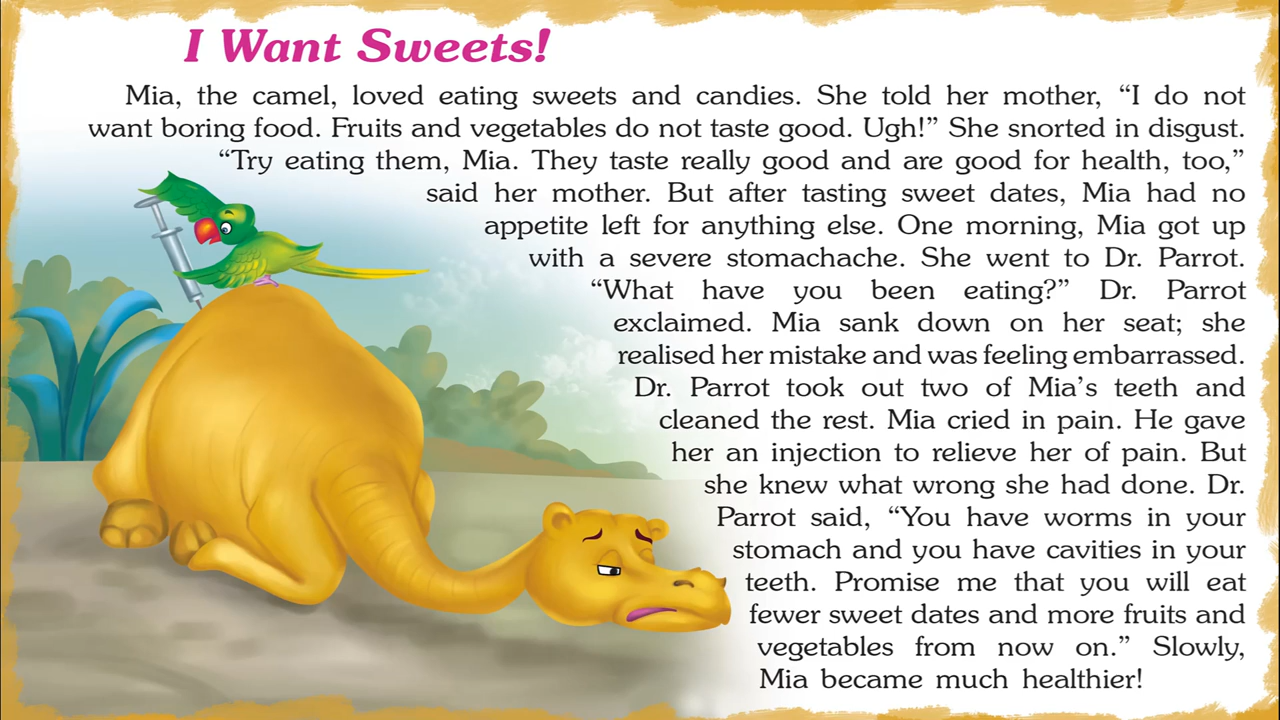 I Want Sweets!
Mia, the camel, loved eating sweets and candies. She told her mother, “I do not
want boring food. Fruits and vegetables do not taste good. Ugh!” She snorted in disgust.
“Try eating them, Mia. They taste really good and are good for health, too,”
said her mother. But after tasting sweet dates, Mia had no
appetite left for anything else. One morning, Mia got up
with a severe stomachache. She went to Dr. Parrot.
“What have you been eating?” Dr. Parrot
exclaimed. Mia sank down on her seat; she
realised her mistake and was feeling embarrassed.
Dr. Parrot took out two of Mia’s teeth and
cleaned the rest. Mia cried in pain. He gave
her an injection to relieve her of pain. But
she knew what wrong she had done. Dr.
Parrot said, “You have worms in your
stomach and you have cavities in your
teeth. Promise me that you will eat
fewer sweet dates and more fruits and
vegetables from now on.” Slowly,
Mia became much healthier!